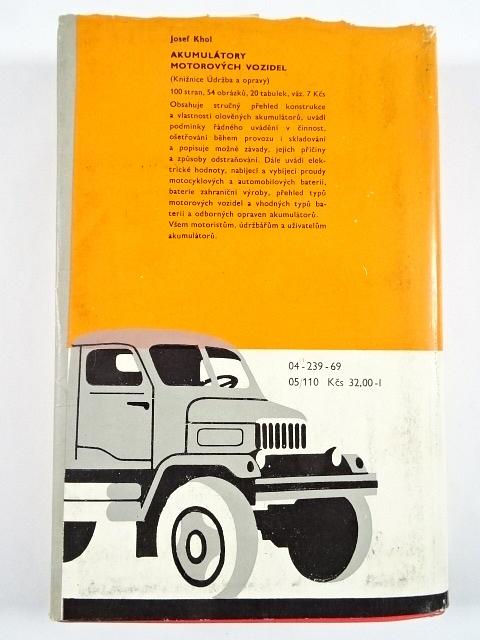 Josef Khol
AKUMULÁTORY
MOTOROVÝCH VOZIDEL
(Knižnice Údržba a opravy)
100 stran, 54 obrázků, 20 tabulek, váz. 7 Kčs
Obsahuje stručný přehled konstrukce
a vlastností olověných akumulátorů, uvádí
podmínky řádného uvádění v činnost,
ošetřování během provozu i skladování
a popisuje možné závady, jejich příčiny
a způsoby odstraňování. Dále uvádí elek-
trické hodnoty, nabíjecí a vybíjecí proudy
motocyklových a automobilových baterií,
baterie zahraniční výroby, přehled typů
motorových vozidel a vhodných typů ba-
terií a odborných opraven akumulátorů.
Všem motoristům, údržbářům a uživatelům
akumulátorů.
04-239-69
05/110 Kčs 32,00-I